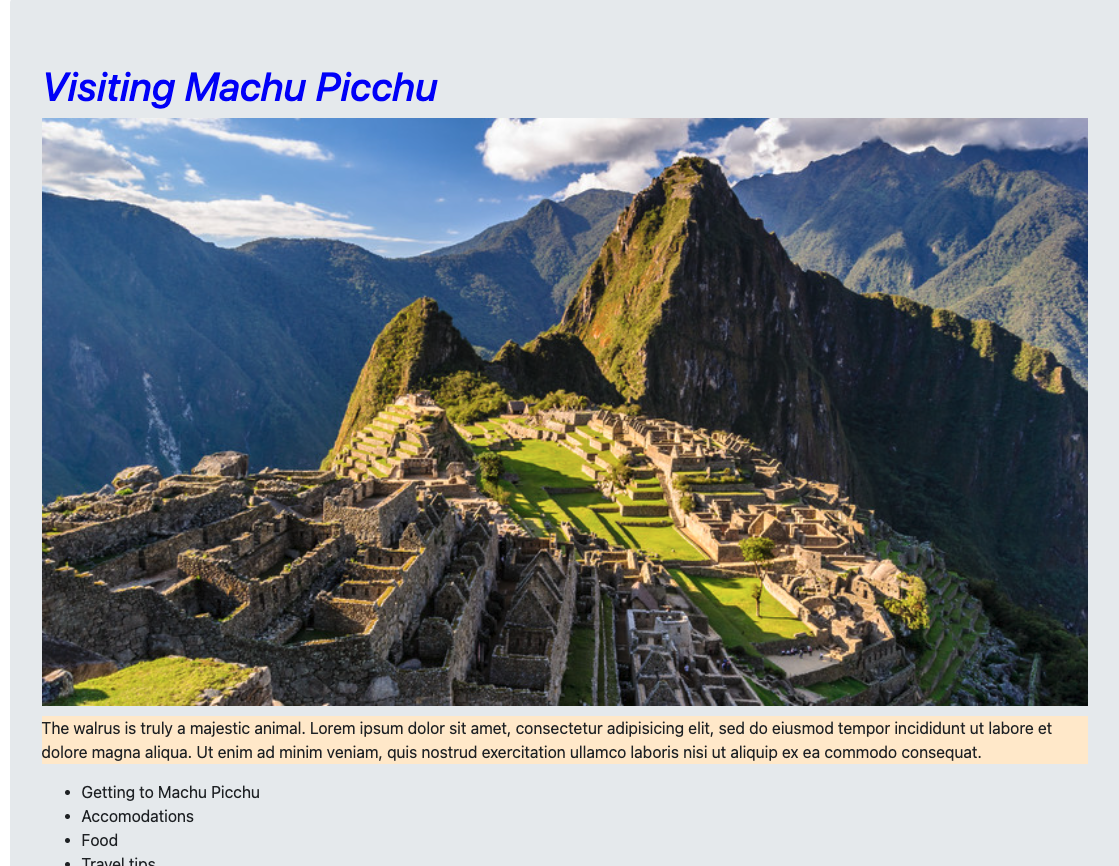 Visiting Machu Picchu
The walrus is truly a majestic animal. Lorem ipsum dolor sit amet, consectetur adipisicing elit, sed do eiusmod tempor incididunt ut labore et
dolore magna aliqua. Ut enim ad minim veniam, quis nostrud exercitation ullamco laboris nisi ut aliquip ex ea commodo consequat.
• Getting to Machu Picchu
• Accomodations
• Food
• Travel tips